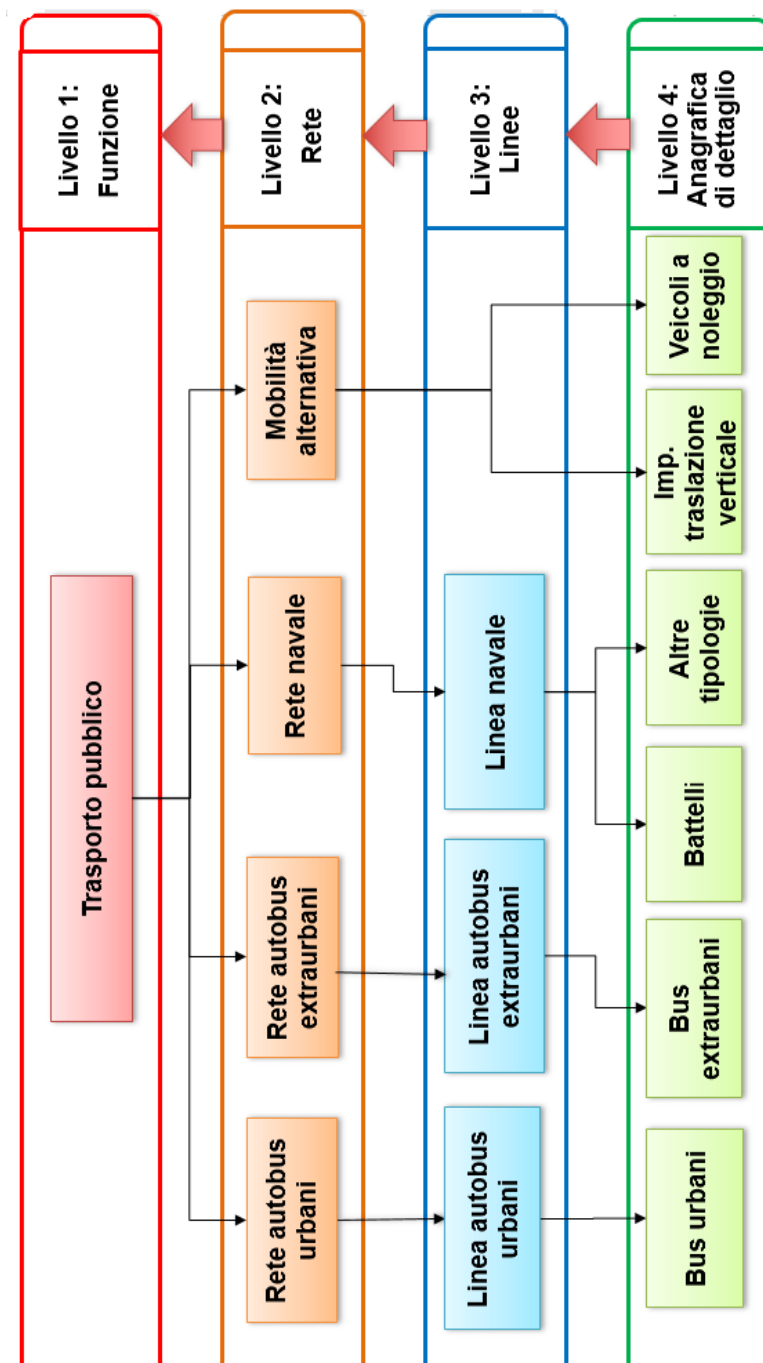 Livello 1:
Funzione
Trasporto pubblico
Livello 2:
Rete
Rete autobus
urbani
Rete autobus
extraurbani
Rete navale
Mobilità
alternativa
Livello 3:
Linee
Linea autobus
urbani
Linea autobus
extraurbani
Linea navale
Livello 4:
Anagrafica
di dettaglio
Bus urbani
Bus
extraurbani
Battelli
Altre
tipologie
Imp.
traslazione
verticale
Veicoli a
noleggio